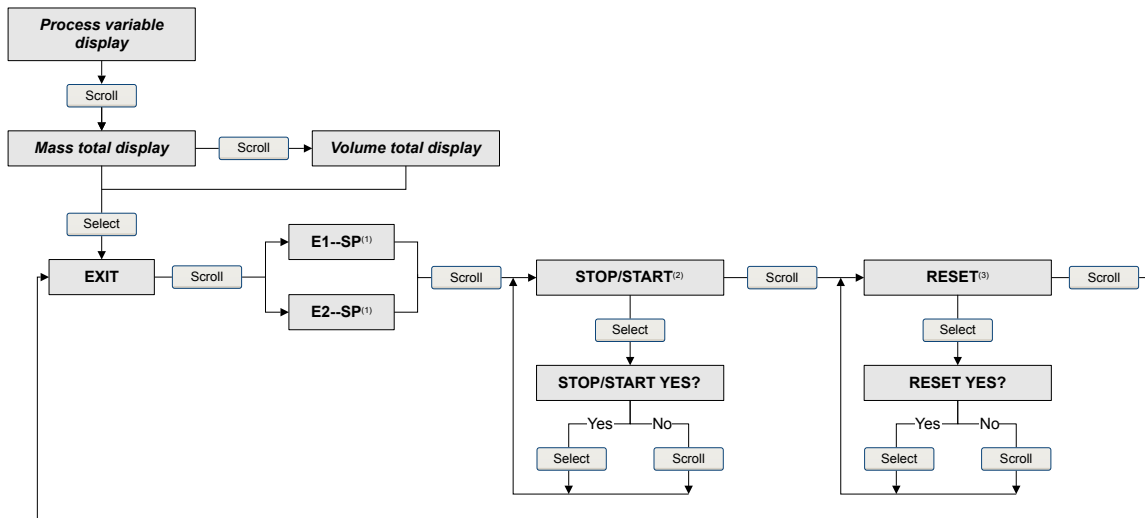 Process variable
display
Scroll
Mass total display
Scroll
Volume total display
Select
EXIT
Scroll
E1--SP(1)
E2--SP(1)
Scroll
STOP/START(2)
Scroll
RESET(3)
Scroll
Select
Select
STOP/START YES?
RESET YES?
Yes
No
Yes
No
Select
Scroll
Select
Scroll